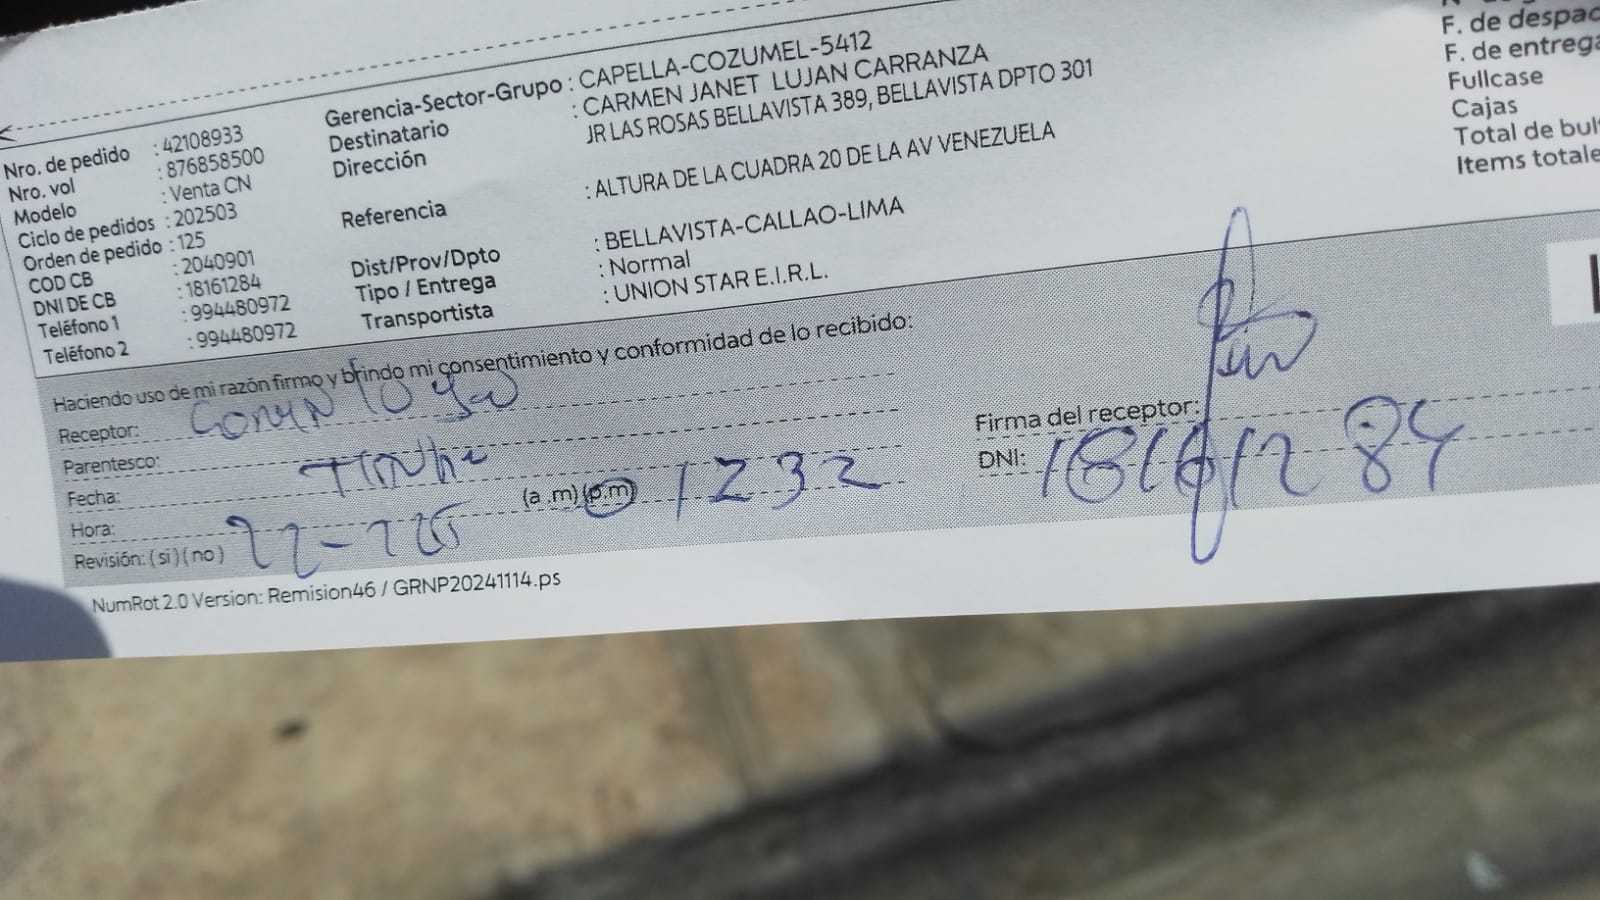 Nro. de pedido : 42108933
Nro. vol : 876858500
Modelo : Venta CN
Ciclo de pedidos : 202503
Orden de pedido : 125
COD CB : 2040901
DNI DE CB : 18161284
Teléfono 1 : 994480972
Teléfono 2 : 994480972
Gerencia-Sector-Grupo : CAPELLA-COZUMEL-5412
Destinatario : CARMEN JANET LUJAN CARRANZA
Dirección JR LAS ROSAS BELLAVISTA 389, BELLAVISTA DPTO 301
Referencia : ALTURA DE LA CUADRA 20 DE LA AV VENEZUELA
Dist/Prov/Dpto : BELLAVISTA-CALLAO-LIMA
Tipo / Entrega : Normal
Transportista : UNION STAR E.I.R.L.
F. de despac
F. de entrega
Fullcase
Cajas
Total de bult
Items totale
Haciendo uso de mi razón firmo y brindo mi consentimiento y conformidad de lo recibido:
Receptor:
Parentesco:
Fecha:
Hora: (a .m) (p.m) 1232
Revisión: ( si ) ( no )
Firma del receptor:
DNI: 18161284
NumRot 2.0 Version: Remision46 / GRNP20241114.ps